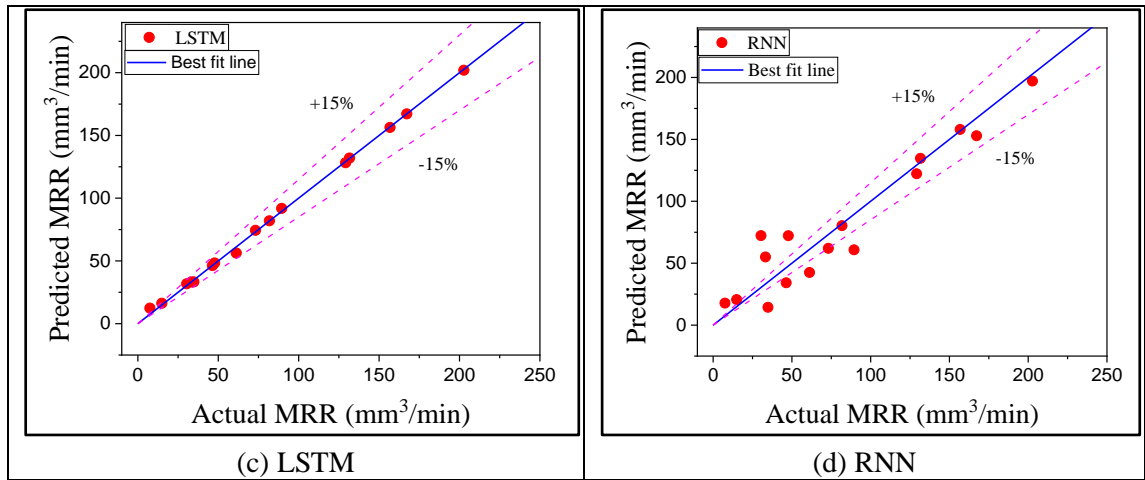 LSTM
Best fit line
+15%
-15%
Predicted MRR (mm³/min)
200
150
100
50
0
0 50 100 150 200 250
Actual MRR (mm³/min)
(c) LSTM
RNN
Best fit line
+15%
-15%
Predicted MRR (mm³/min)
200
150
100
50
0
0 50 100 150 200 250
Actual MRR (mm³/min)
(d) RNN